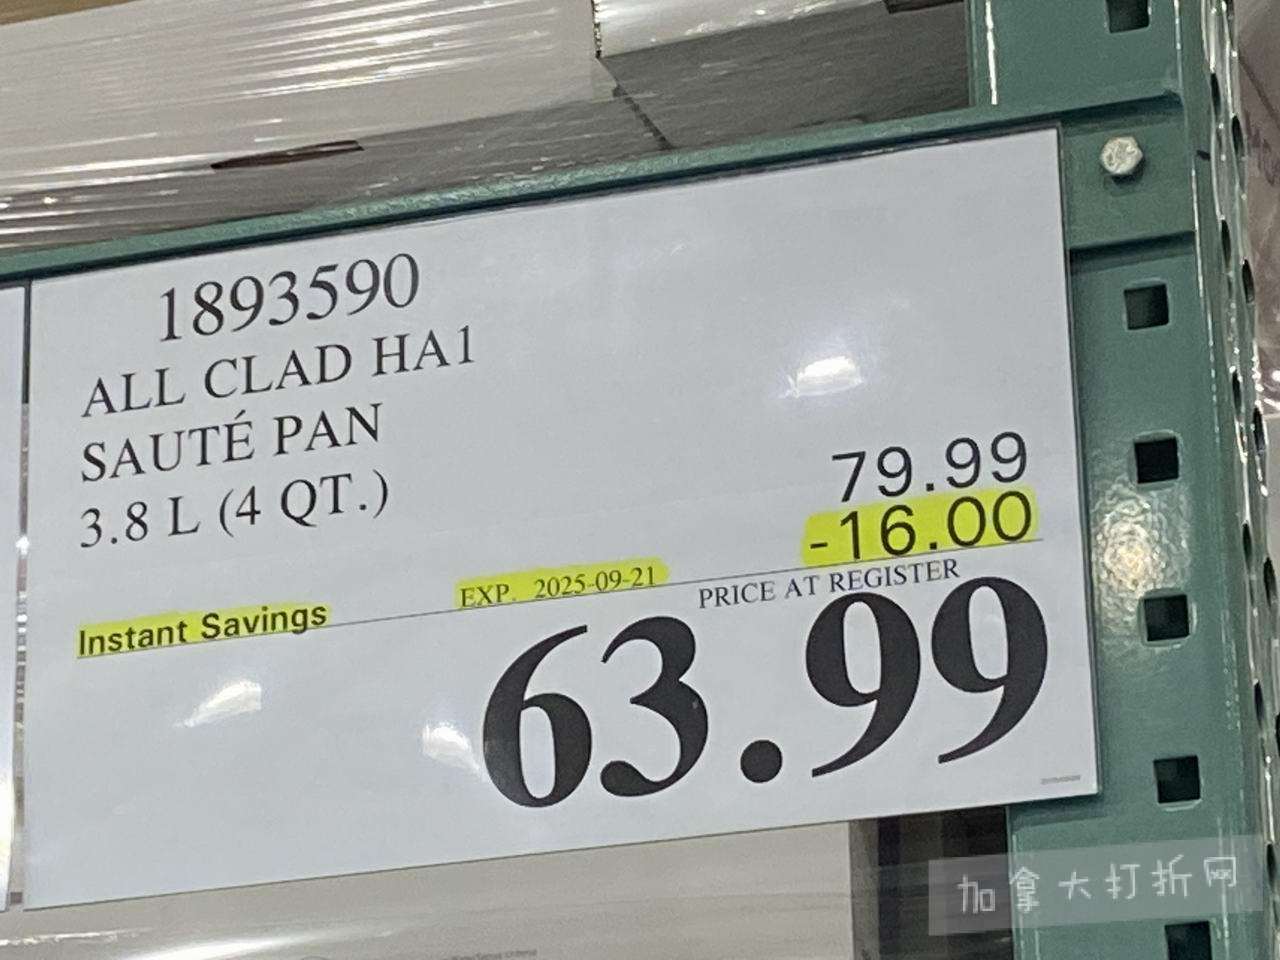 1893590
ALL CLAD HA1
SAUTÉ PAN
3.8 L (4 QT.)
79.99
-16.00
Instant Savings
EXP. 2025-09-21
PRICE AT REGISTER
63.99
加拿大打折网